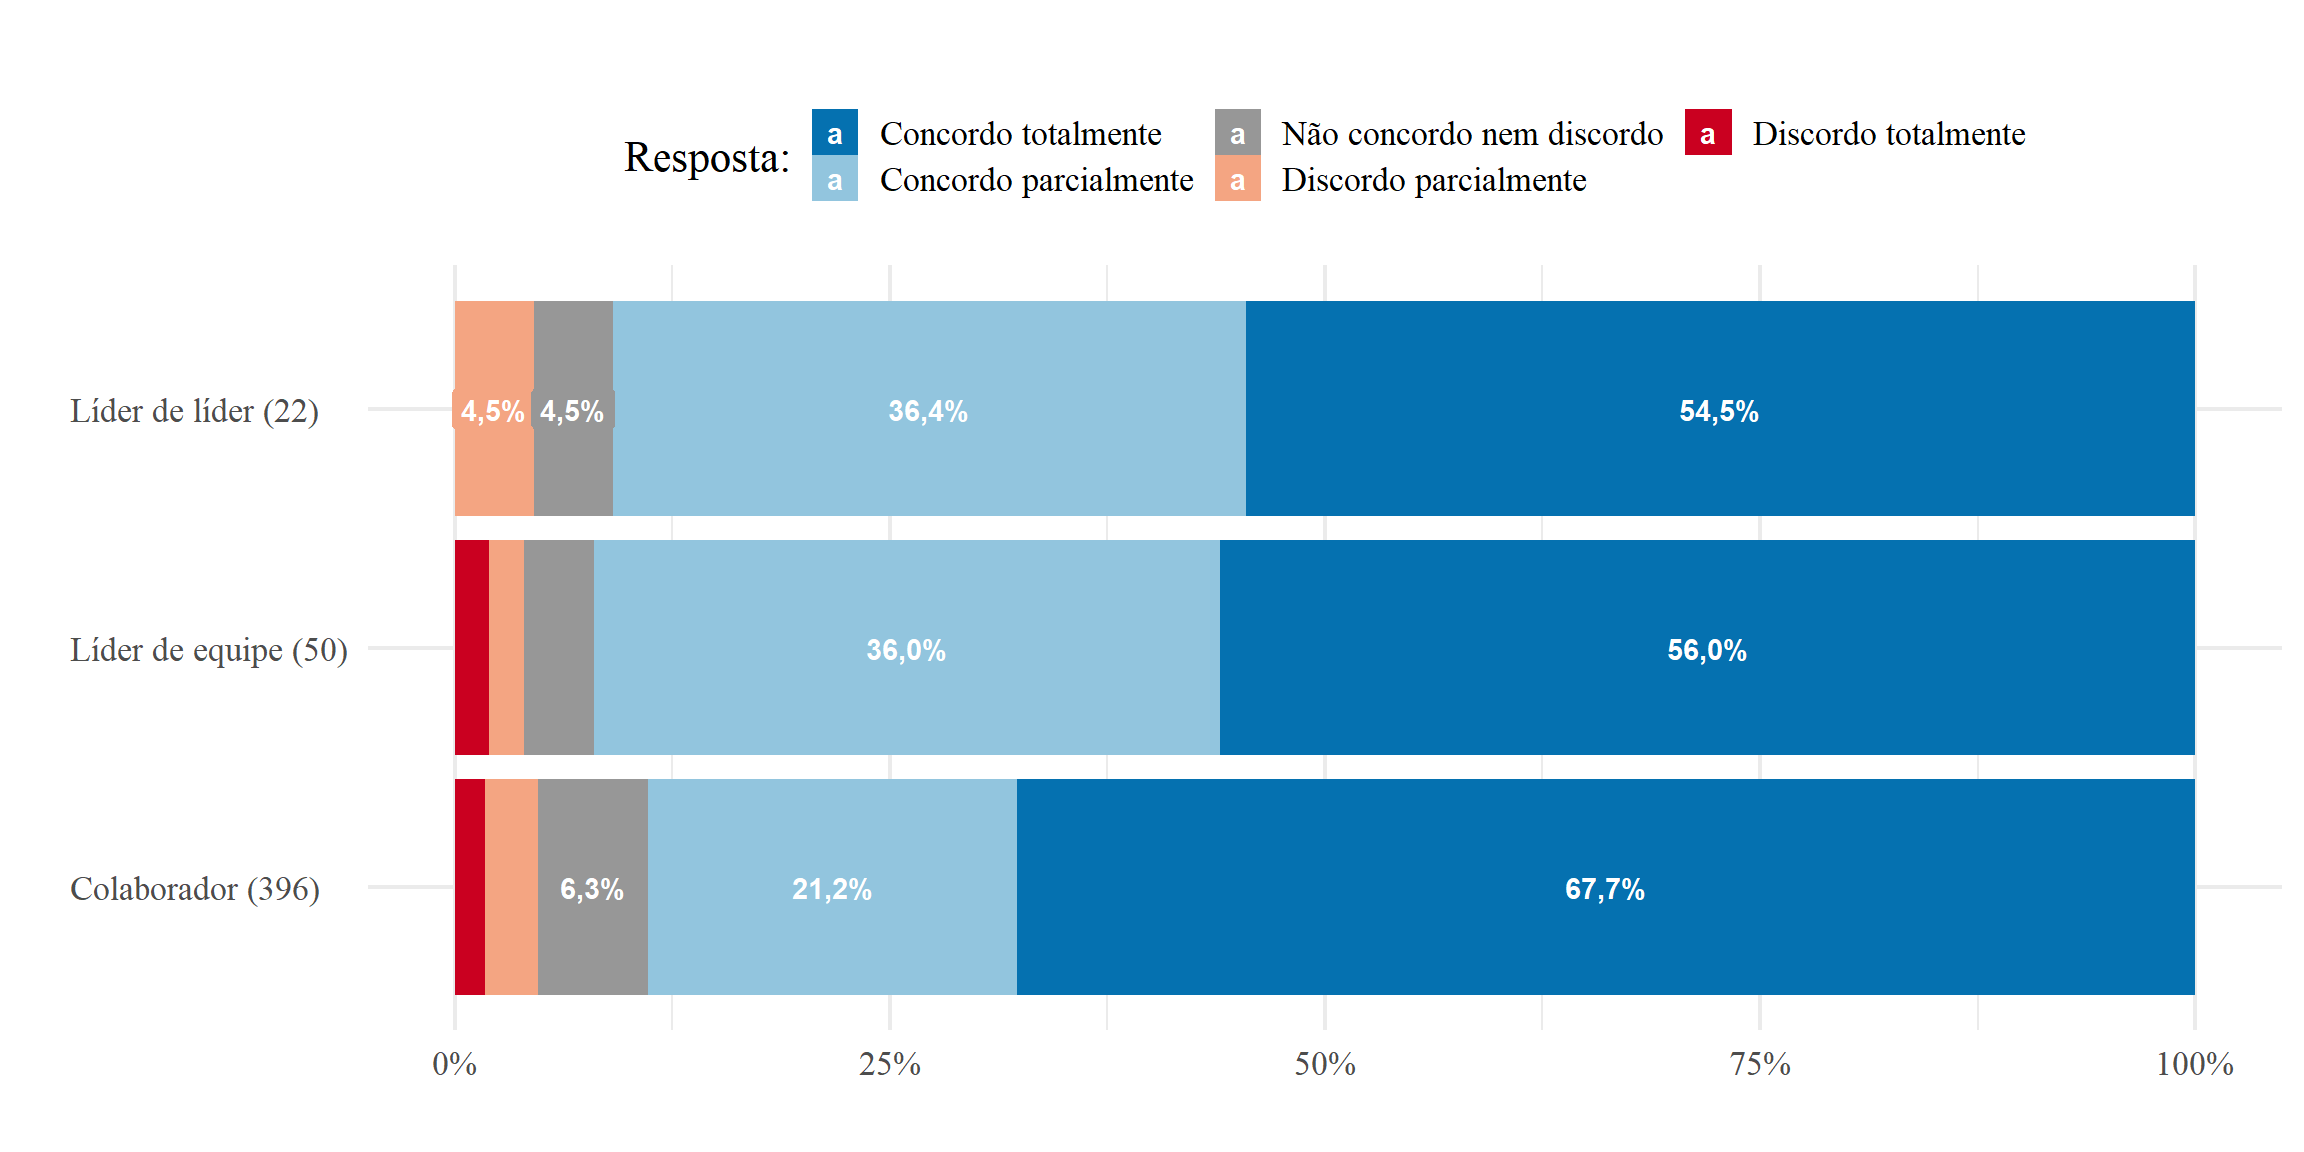 Resposta:
a Concordo totalmente
a Concordo parcialmente
a Não concordo nem discordo
a Discordo parcialmente
a Discordo totalmente
Líder de líder (22)
4,5% 4,5% 36,4% 54,5%
Líder de equipe (50)
36,0% 56,0%
Colaborador (396)
6,3% 21,2% 67,7%
0% 25% 50% 75% 100%